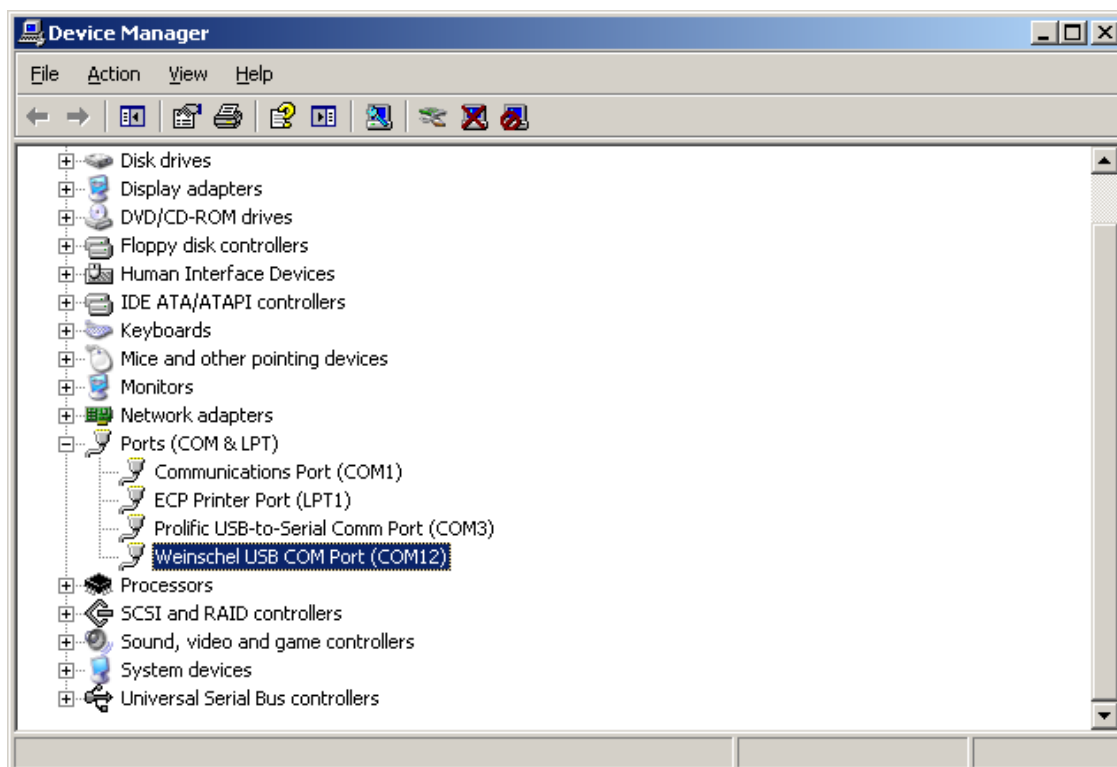 Device Manager
File Action View Help
Disk drives
Display adapters
DVD/CD-ROM drives
Floppy disk controllers
Human Interface Devices
IDE ATA/ATAPI controllers
Keyboards
Mice and other pointing devices
Monitors
Network adapters
Ports (COM & LPT)
Communications Port (COM1)
ECP Printer Port (LPT1)
Prolific USB-to-Serial Comm Port (COM3)
Weinschel USB COM Port (COM12)
Processors
SCSI and RAID controllers
Sound, video and game controllers
System devices
Universal Serial Bus controllers